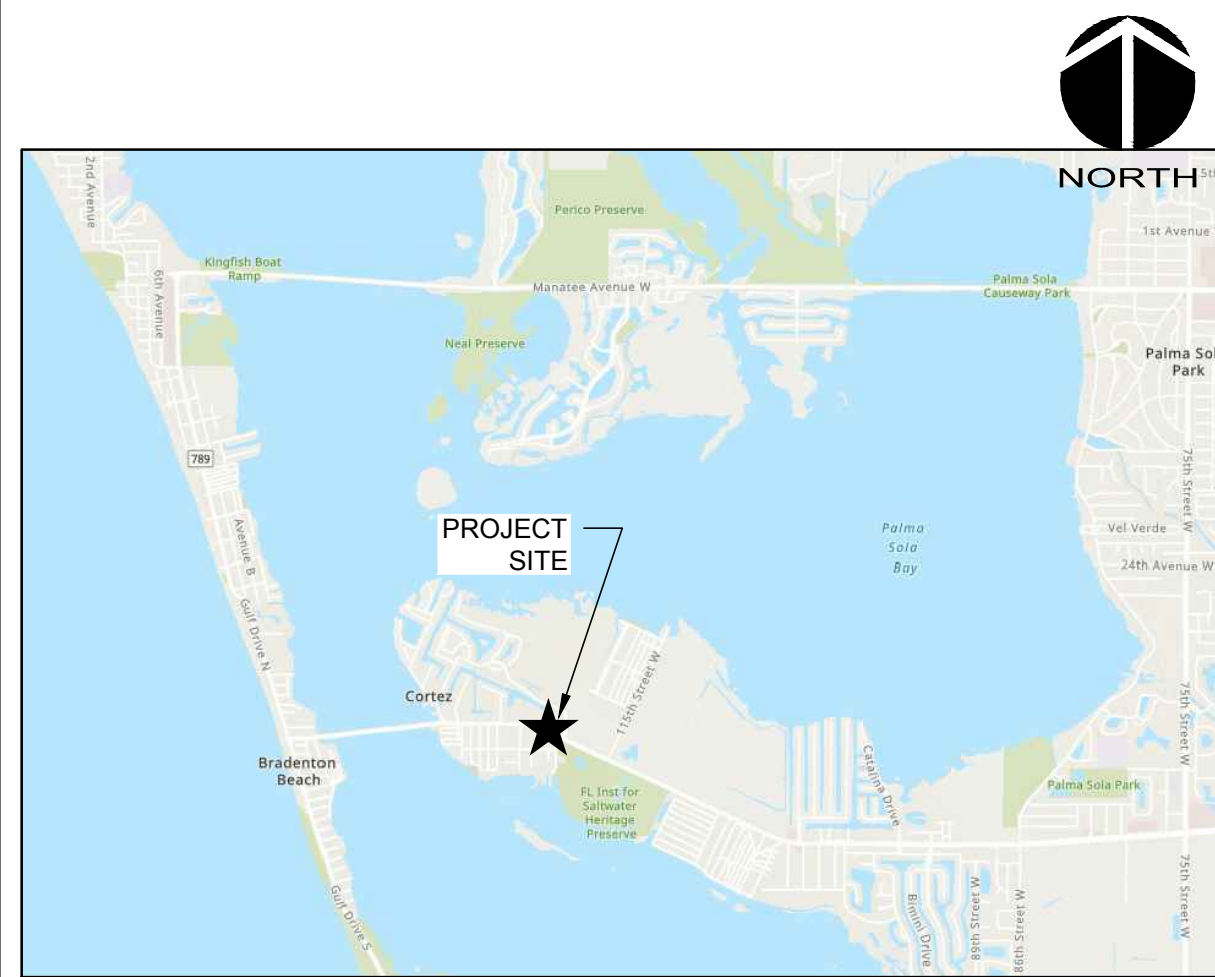 NORTH
2nd Avenue
Perico Preserve
1st Avenue
Kingfish Boat
Ramp
6th Avenue
Manatee Avenue W
Palma Sola
Causeway Park
Neal Preserve
Park
789
75th Street W
PROJECT
SITE
Avenue B
Palma
Sola
Bay
Vel Verde
24th Avenue W
Gulf Drive N
115th Street W
Cortez
75th Street W
Bradenton
Beach
Catalina Drive
FL Inst for
Saltwater
Heritage
Preserve
Palma Sola Park
Gulf Drive S
Bimini Drive
89th Street W
86th Street W
75th Street W